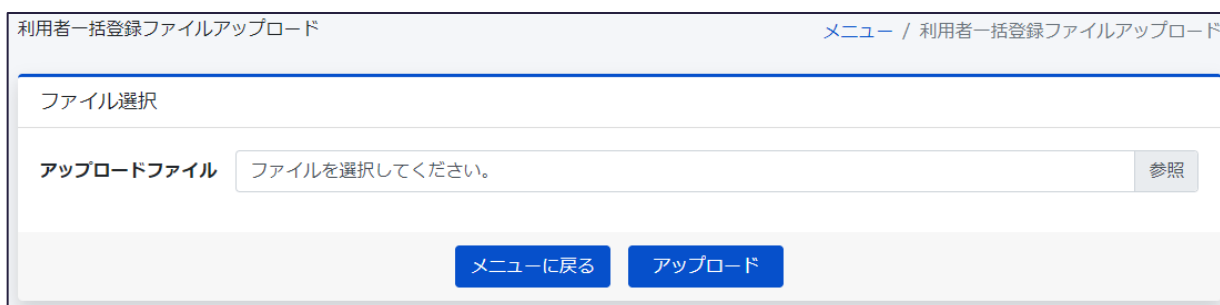 利用者一括登録ファイルアップロード
メニュー / 利用者一括登録ファイルアップロード
ファイル選択
アップロードファイル ファイルを選択してください。 参照
メニューに戻る アップロード